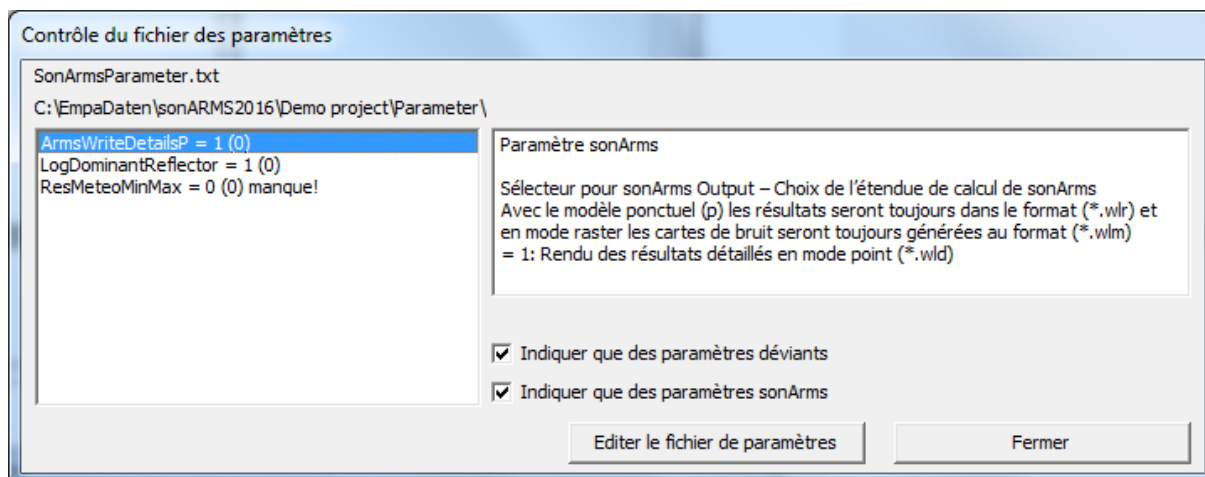 Contrôle du fichier des paramètres
SonArmsParameter.txt
C:\EmpaDaten\sonARMS2016\Demo project\Parameter\
ArmsWriteDetailsP = 1 (0)
LogDominantReflector = 1 (0)
ResMeteoMinMax = 0 (0) manque!
Paramètre sonArms
Sélecteur pour sonArms Output – Choix de l'étendue de calcul de sonArms
Avec le modèle ponctuel (p) les résultats seront toujours dans le format (*.wlr) et
en mode raster les cartes de bruit seront toujours générées au format (*.wlm)
= 1: Rendu des résultats détaillés en mode point (*.wld)
Indiquer que des paramètres déviants
Indiquer que des paramètres sonArms
Editer le fichier de paramètres
Fermer